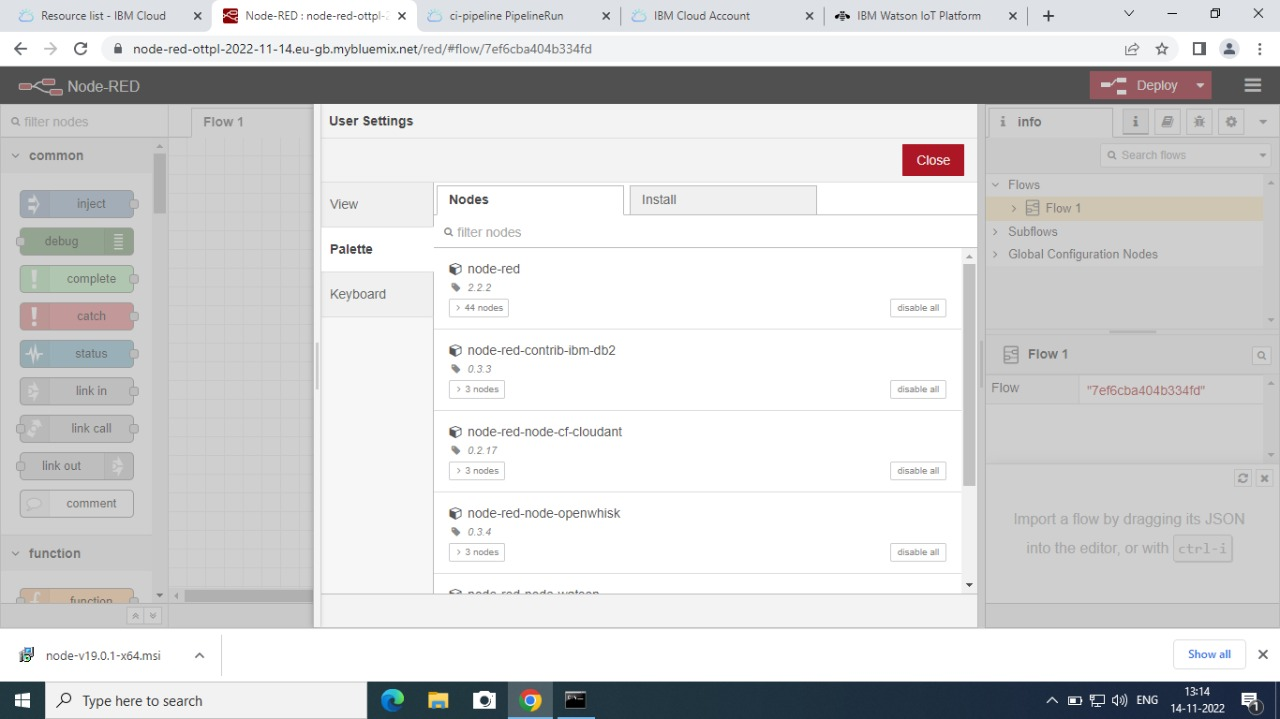 Resource list - IBM Cloud
Node-RED : node-red-ottpl-2
ci-pipeline PipelineRun
IBM Cloud Account
IBM Watson IoT Platform
node-red-ottpl-2022-11-14.eu-gb.mybluemix.net/red/#flow/7ef6cba404b334fd
Node-RED
Deploy
filter nodes
Flow 1
User Settings
info
Close
Search flows
common
View
Nodes
Install
Flows
inject
filter nodes
Flow 1
debug
Palette
Subflows
complete
node-red
Global Configuration Nodes
2.2.2
Keyboard
44 nodes
disable all
catch
status
node-red-contrib-ibm-db2
Flow 1
0.3.3
link in
3 nodes
disable all
Flow
"7ef6cba404b334fd"
link call
node-red-node-cf-cloudant
0.2.17
link out
3 nodes
disable all
comment
node-red-node-openwhisk
0.3.4
Import a flow by dragging its JSON
into the editor, or with ctrl-i
function
3 nodes
disable all
node-red-node-watson
function
node-v19.0.1-x64.msi
Show all
Type here to search
ENG
13:14
14-11-2022
1